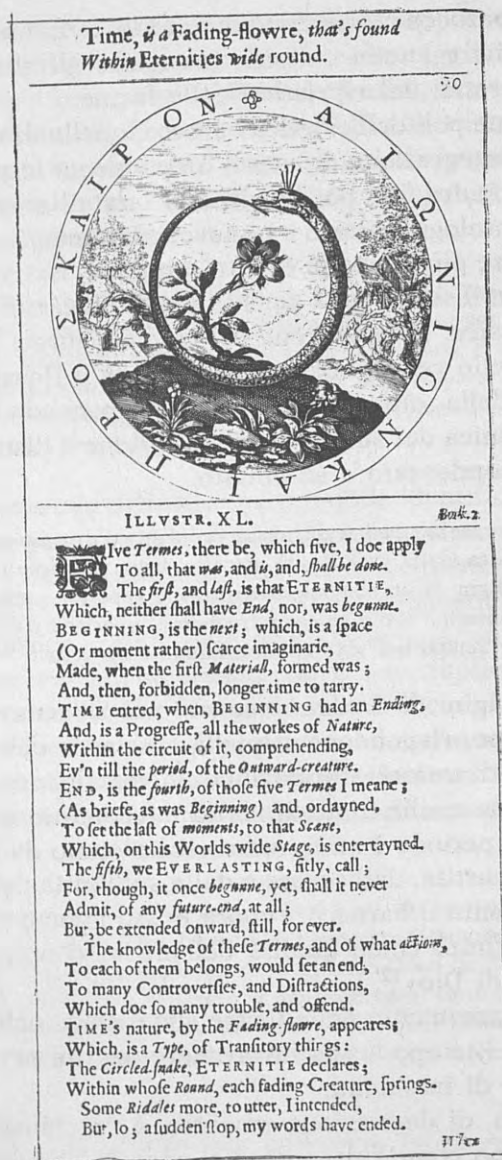 Time, is a Fading-flowre, that's found
Within Eternities wide round.
ΑΙΩΝΙΟΝ ΚΑΙ ΠΡΟΣΚΑΙΡΟΝ
ILLVSTR. XL. Book. 2
FIve Termes, there be, which five, I doe apply
To all, that was, and is, and, shall be done.
The first, and last, is that ETERNITIE,
Which, neither shall have End, nor, was begunne.
BEGINNING, is the next; which, is a space
(Or moment rather) scarce imaginarie,
Made, when the first Materiall, formed was;
And, then, forbidden, longer time to tarry.
TIME entred, when, BEGINNING had an Ending,
And, is a Progresse, all the workes of Nature,
Within the circuit of it, comprehending,
Ev'n till the period, of the Outward-creature.
END, is the fourth, of those five Termes I meane;
(As briefe, as was Beginning) and, ordayned,
To set the last of moments, to that Scæne,
Which, on this Worlds wide Stage, is entertayned.
The fifth, we EVERLASTING, fitly, call:
For, though, it once begunne, yet, shall it never
Admit, of any future-end, at all;
But, be extended onward, still, for ever.
The knowledge of these Termes, and of what actions,
To each of them belongs, would set an end,
To many Controversies, and Distractions,
Which doe so many trouble, and offend.
TIME's nature, by the Fading-flowre, appeares;
Which, is a Type, of Transitory things:
The Circled-snake, ETERNITIE declares;
Within whose Round, each fading Creature, springs.
Some Riddles more, to utter, I intended,
But, lo; a sudden stop, my words have ended.